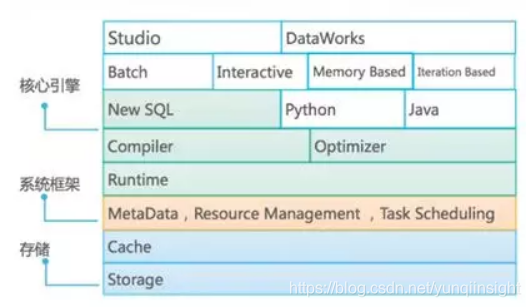 Studio
DataWorks
核心引擎
Batch
Interactive
Memory Based
Iteration Based
New SQL
Python
Java
Compiler
Optimizer
系统框架
Runtime
MetaData，Resource Management ，Task Scheduling
存储
Cache
Storage
https://blog.csdn.net/yunqiinsight